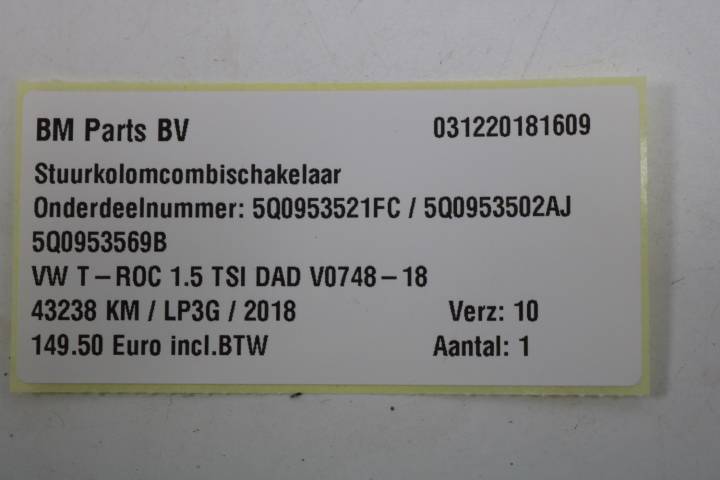 BM Parts BV 031220181609
Stuurkolomcombischakelaar
Onderdeelnummer: 5Q0953521FC / 5Q0953502AJ
5Q0953569B
VW T-ROC 1.5 TSI DAD V0748-18
43238 KM / LP3G / 2018 Verz: 10
149.50 Euro incl.BTW Aantal: 1